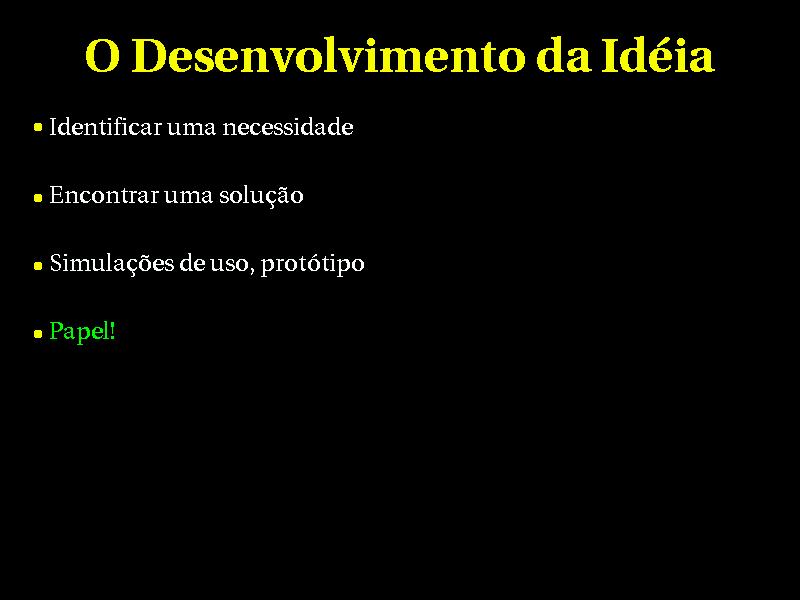 O Desenvolvimento da Idéia
Identificar uma necessidade
Encontrar uma solução
Simulações de uso, protótipo
Papel!